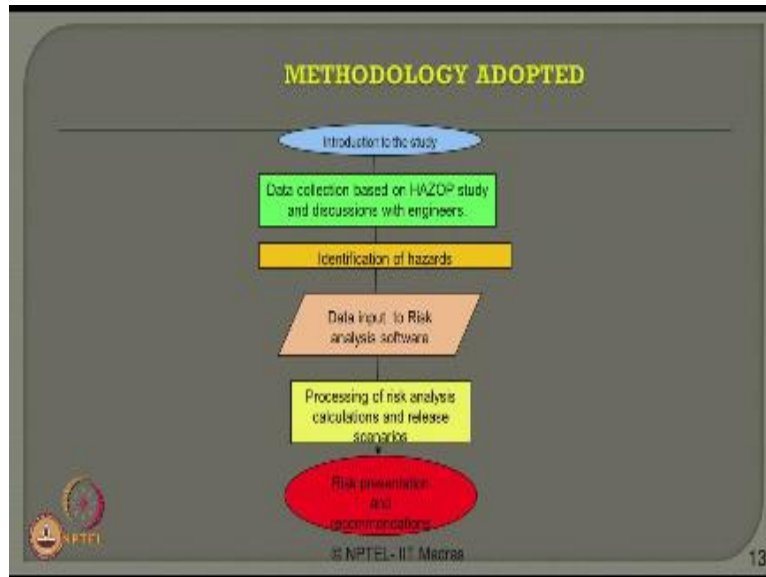 METHODOLOGY ADOPTED
Introduction to the study
Data collection based on HAZOP study
and discussions with engineers.
Identification of hazards
Data input to Risk
analysis software
Processing of risk analysis
calculations and release
scenarios
Risk presentation
and
recommendations
NPTEL
© NPTEL- IIT Madras
13